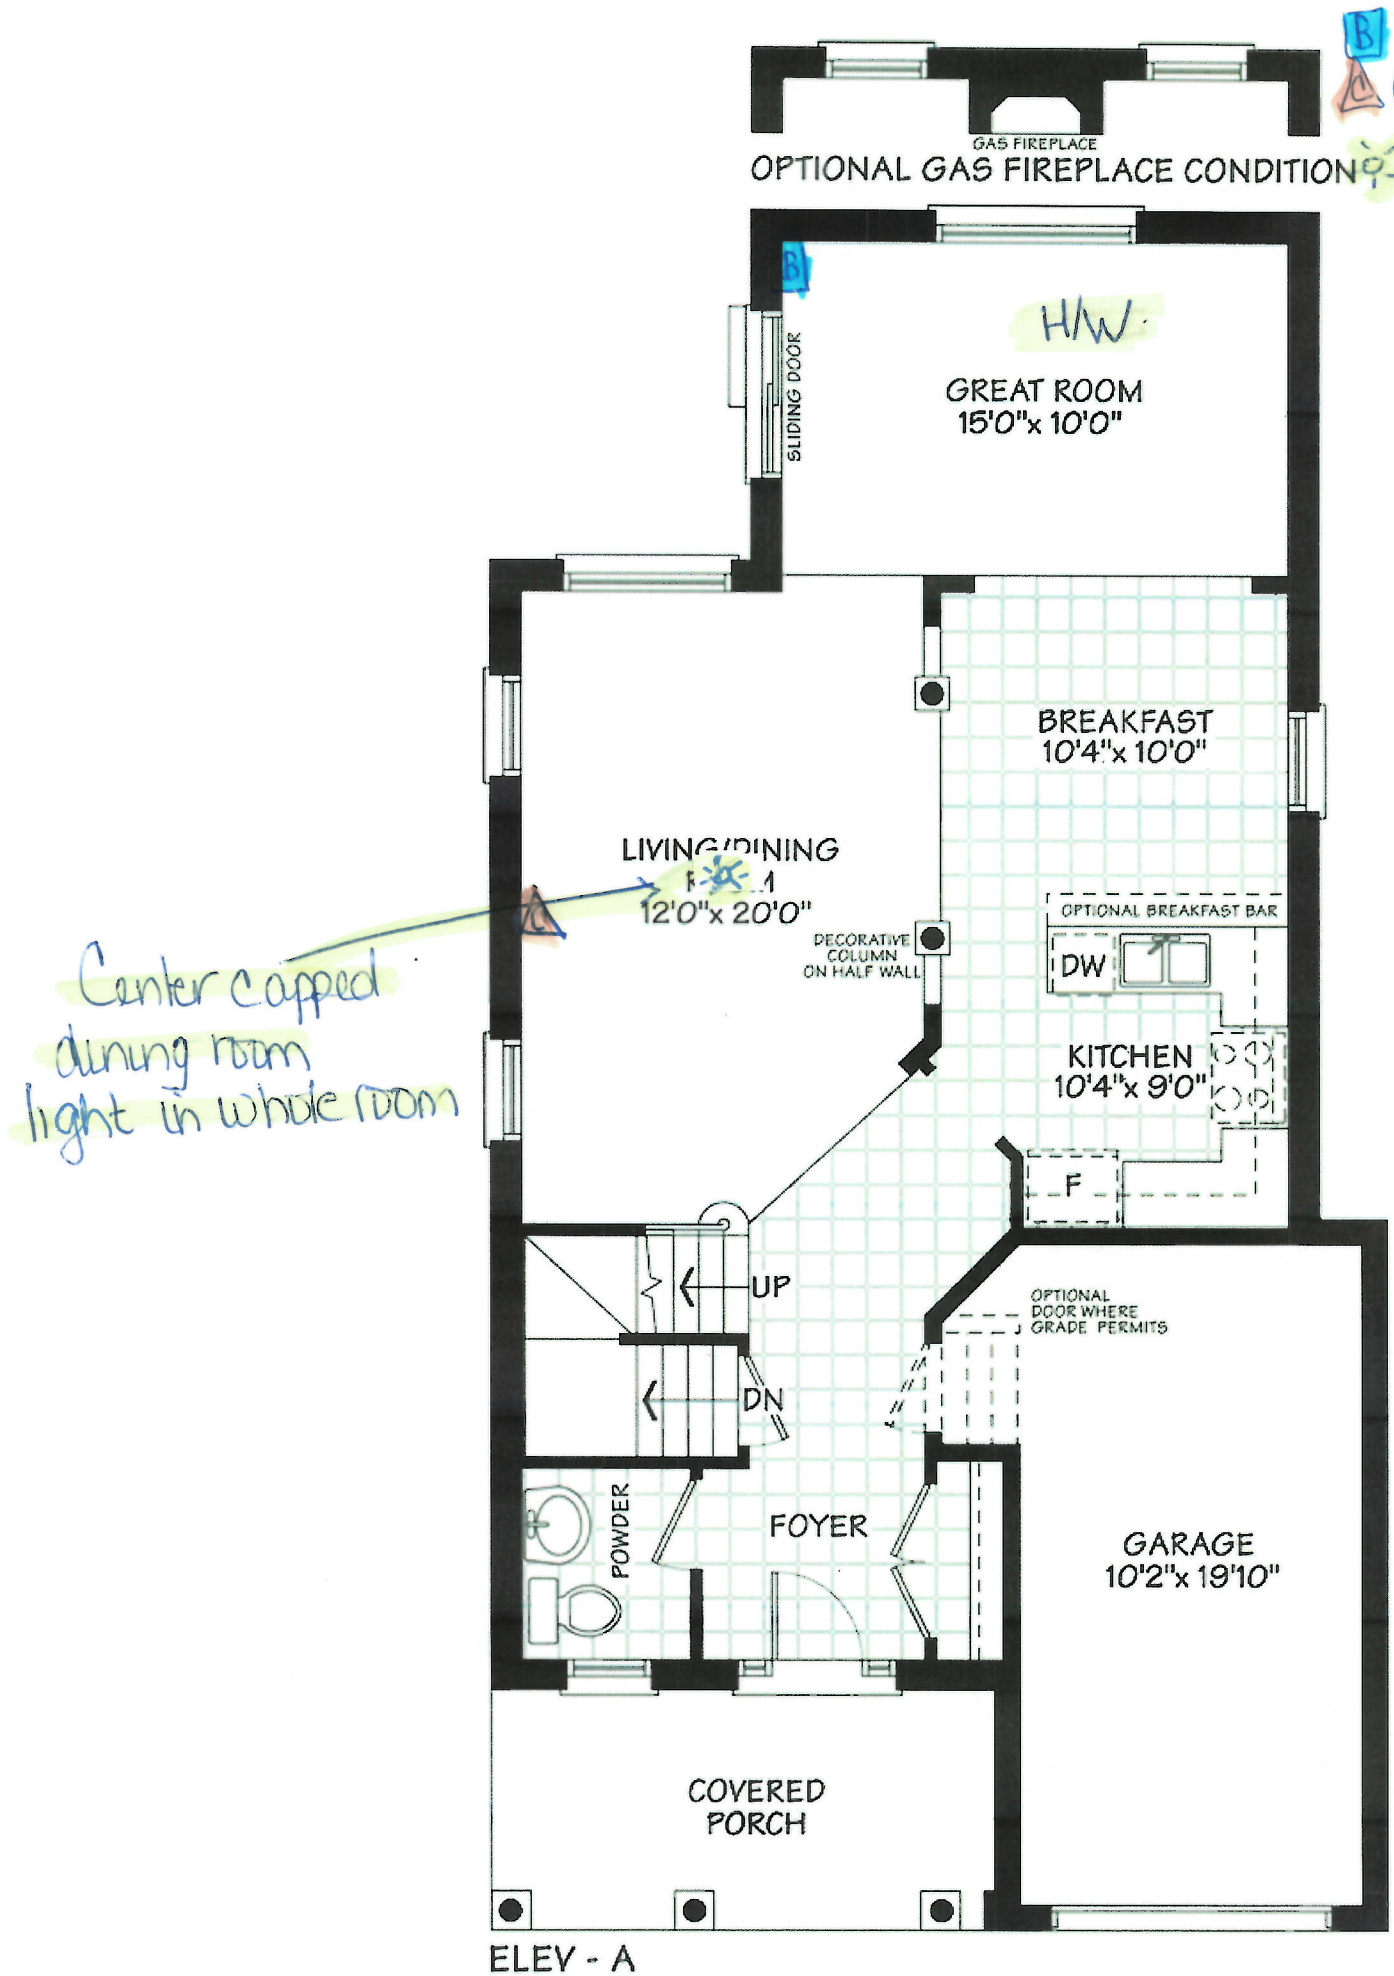 B
C
GAS FIREPLACE
OPTIONAL GAS FIREPLACE CONDITION
B
H/W
SLIDING DOOR
GREAT ROOM
15'0"x 10'0"
BREAKFAST
10'4"x 10'0"
LIVING/DINING
12'0"x 20'0"
C
OPTIONAL BREAKFAST BAR
DECORATIVE
COLUMN
ON HALF WALL
DW
Center capped
dining room
light in whole room
KITCHEN
10'4"x 9'0"
F
UP
OPTIONAL
DOOR WHERE
GRADE PERMITS
DN
POWDER
FOYER
GARAGE
10'2"x 19'10"
COVERED
PORCH
ELEV - A